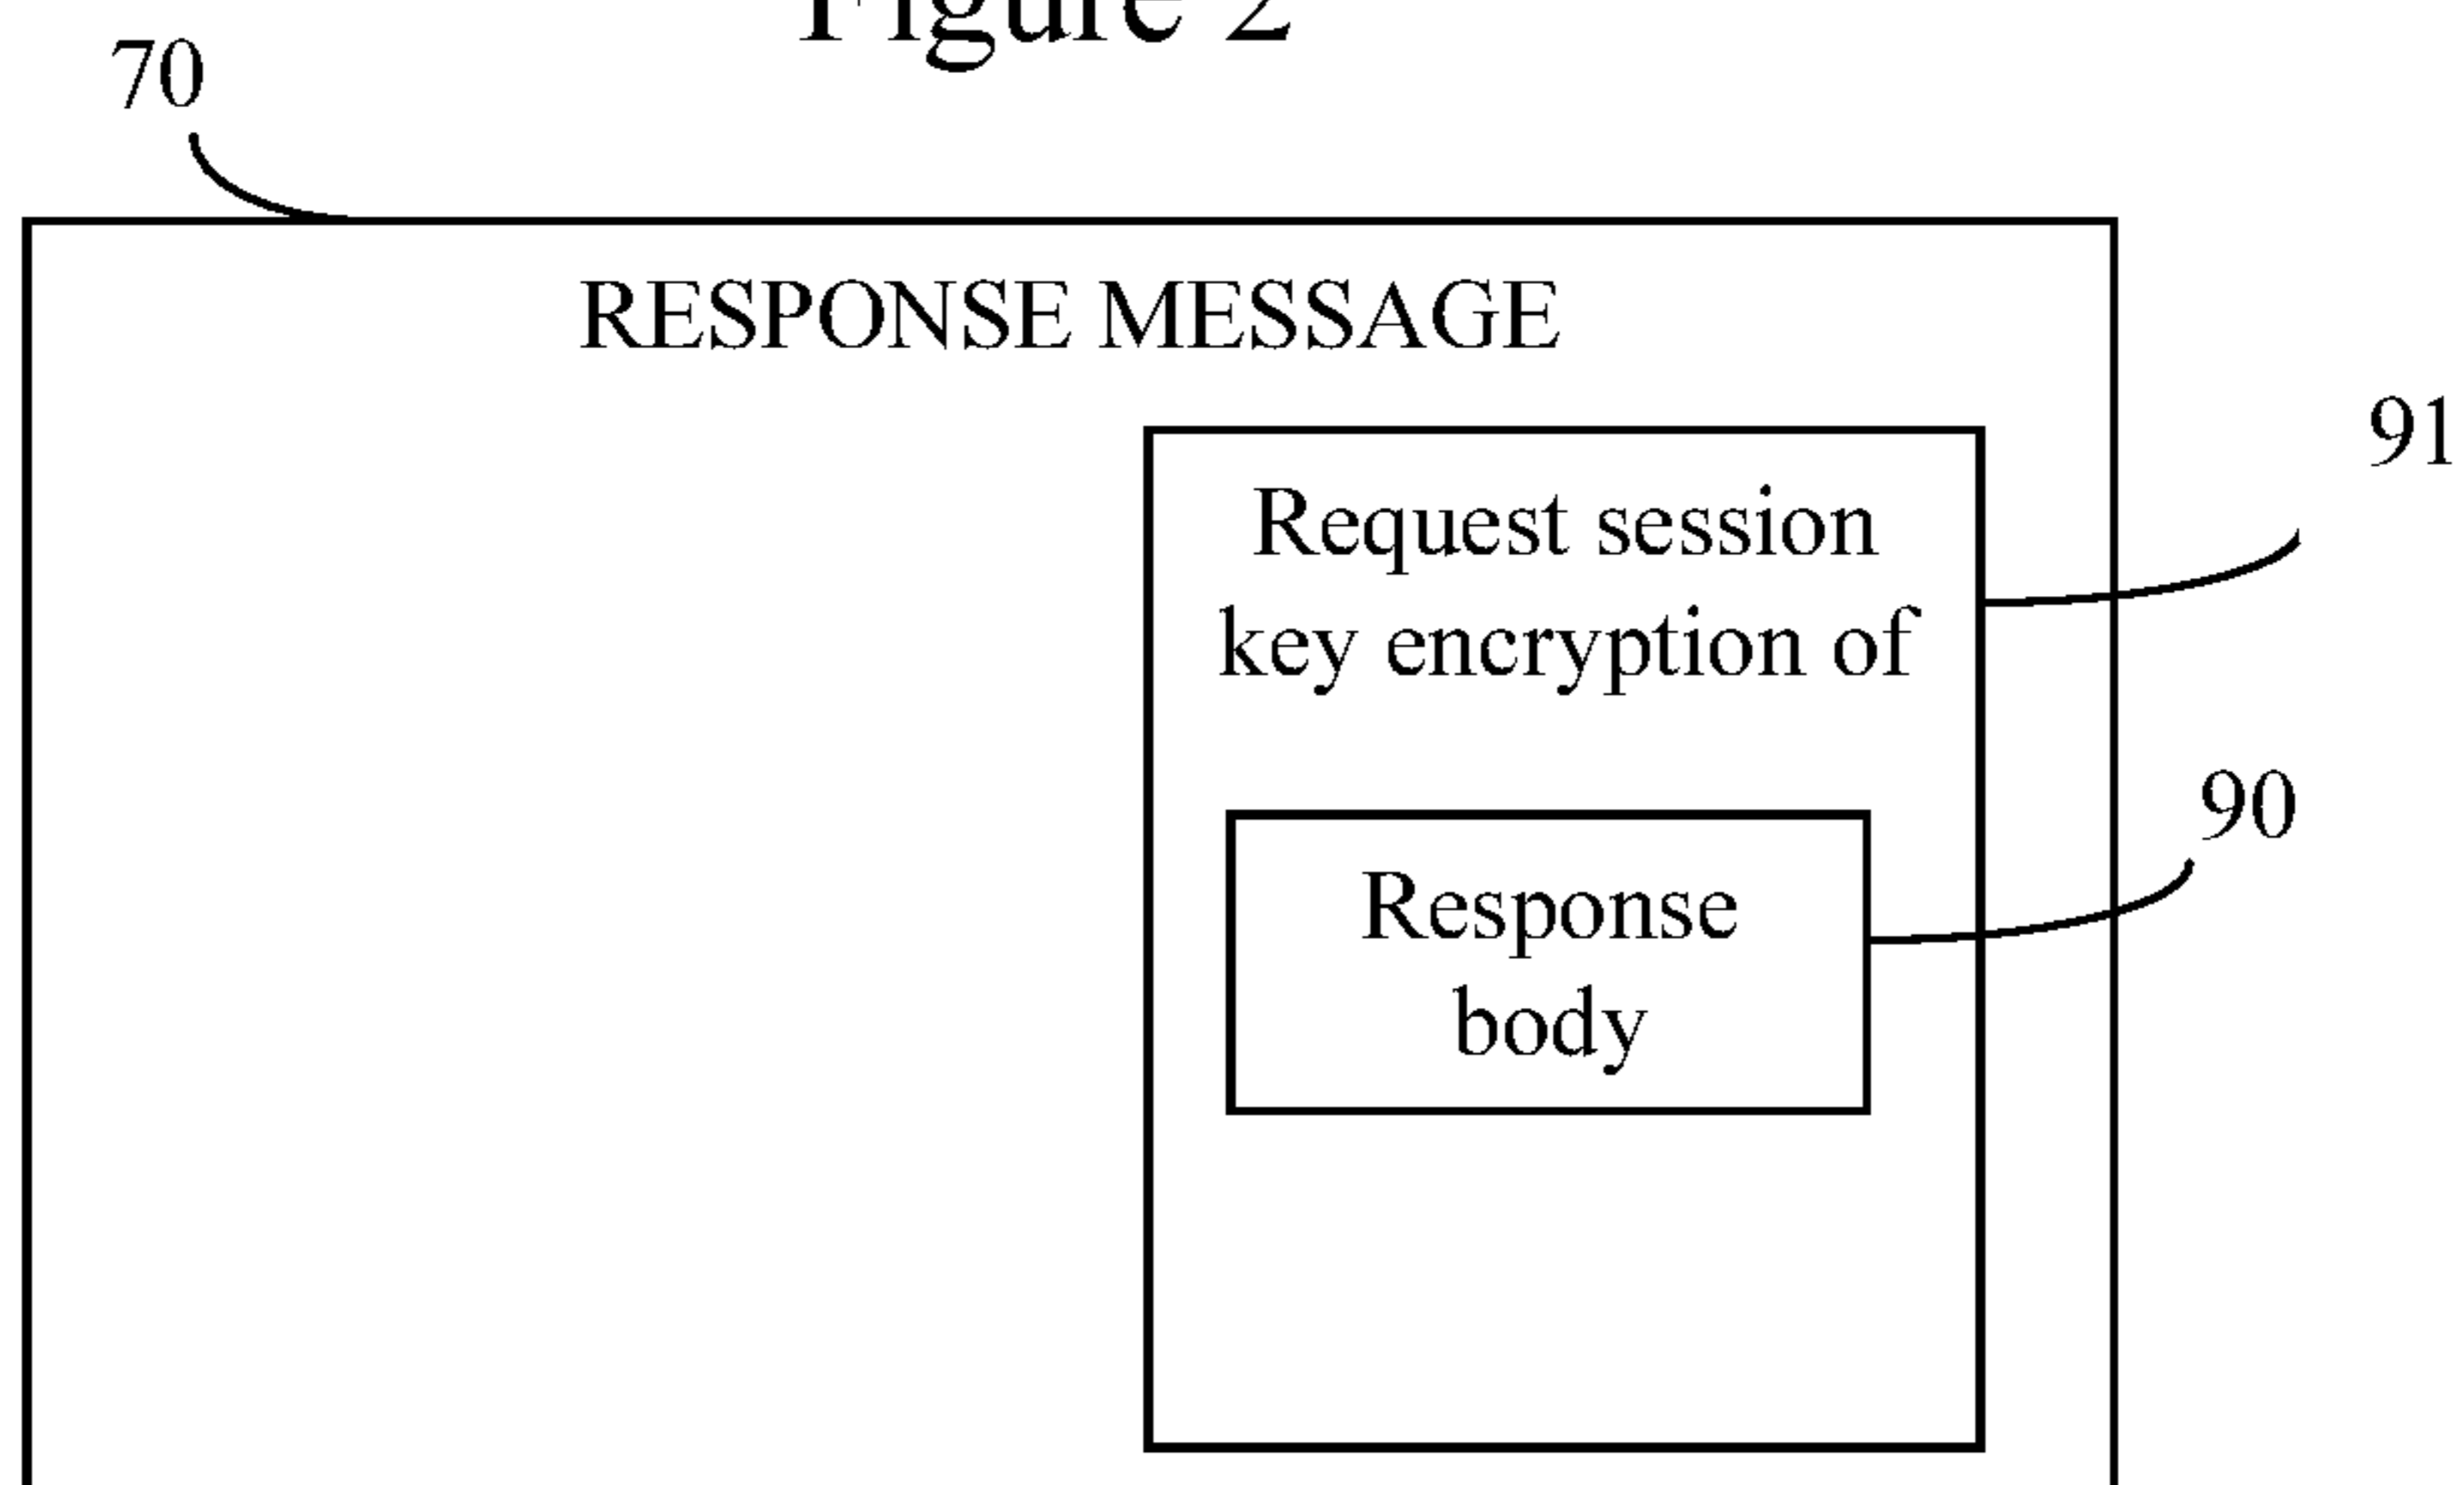 Figure 2
70
RESPONSE MESSAGE
91
Request session
key encryption of
90
Response
body